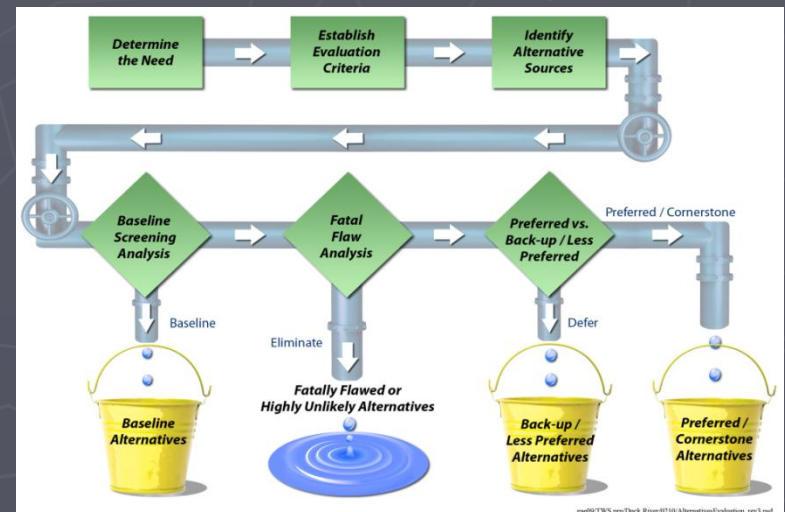 Determine
the Need
Establish
Evaluation
Criteria
Identify
Alternative
Sources
Baseline
Screening
Analysis
Fatal
Flaw
Analysis
Preferred vs.
Back-up / Less
Preferred
Preferred / Cornerstone
Baseline
Eliminate
Defer
Fatally Flawed or
Highly Unlikely Alternatives
Baseline
Alternatives
Back-up /
Less Preferred
Alternatives
Preferred /
Cornerstone
Alternatives